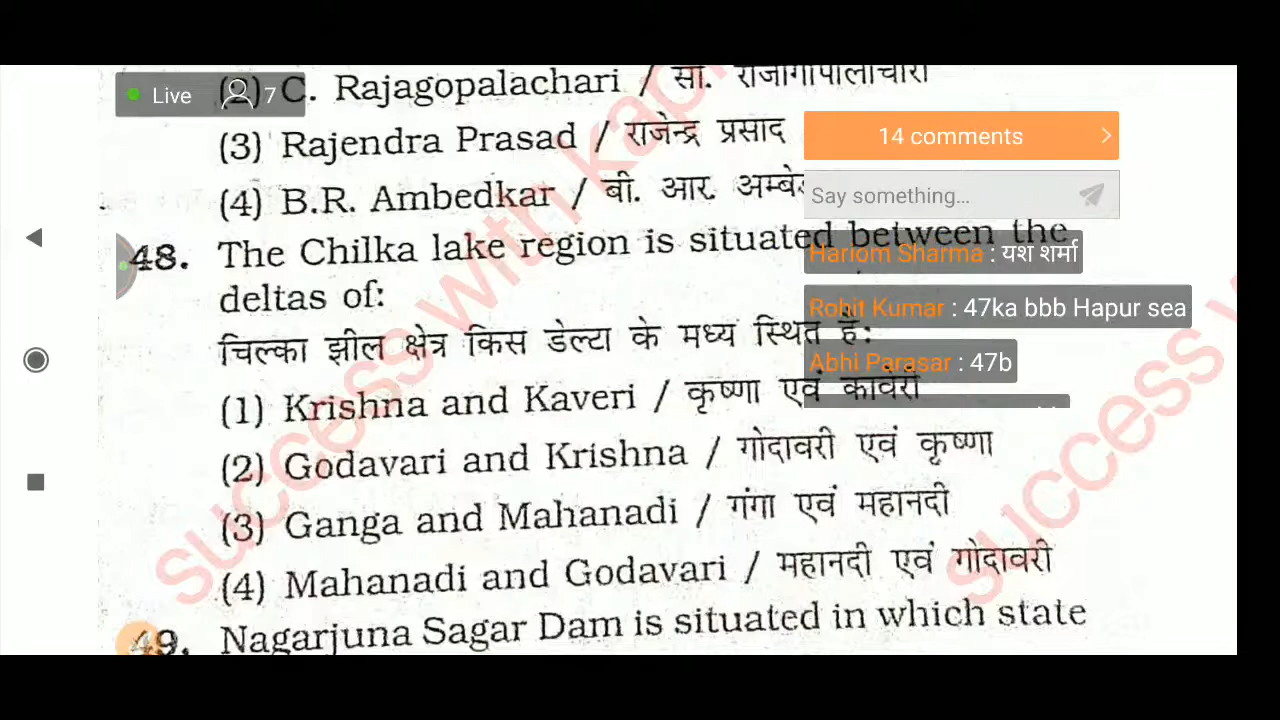 Live 7
(2) C. Rajagopalachari / सी. राजागोपालाचारी
(3) Rajendra Prasad / राजेन्द्र प्रसाद
14 comments
(4) B.R. Ambedkar / बी. आर. अम्बे
Say something...
48. The Chilka lake region is situated between the
Hariom Sharma : यश शर्मा
deltas of:
Rohit Kumar : 47ka bbb Hapur sea
चिल्का झील क्षेत्र किस डेल्टा के मध्य स्थित है:
Abhi Parasar : 47b
(1) Krishna and Kaveri / कृष्णा एवं कावेरी
(2) Godavari and Krishna / गोदावरी एवं कृष्णा
(3) Ganga and Mahanadi / गंगा एवं महानदी
(4) Mahanadi and Godavari / महानदी एवं गोदावरी
49. Nagarjuna Sagar Dam is situated in which state
success with kapi
success w